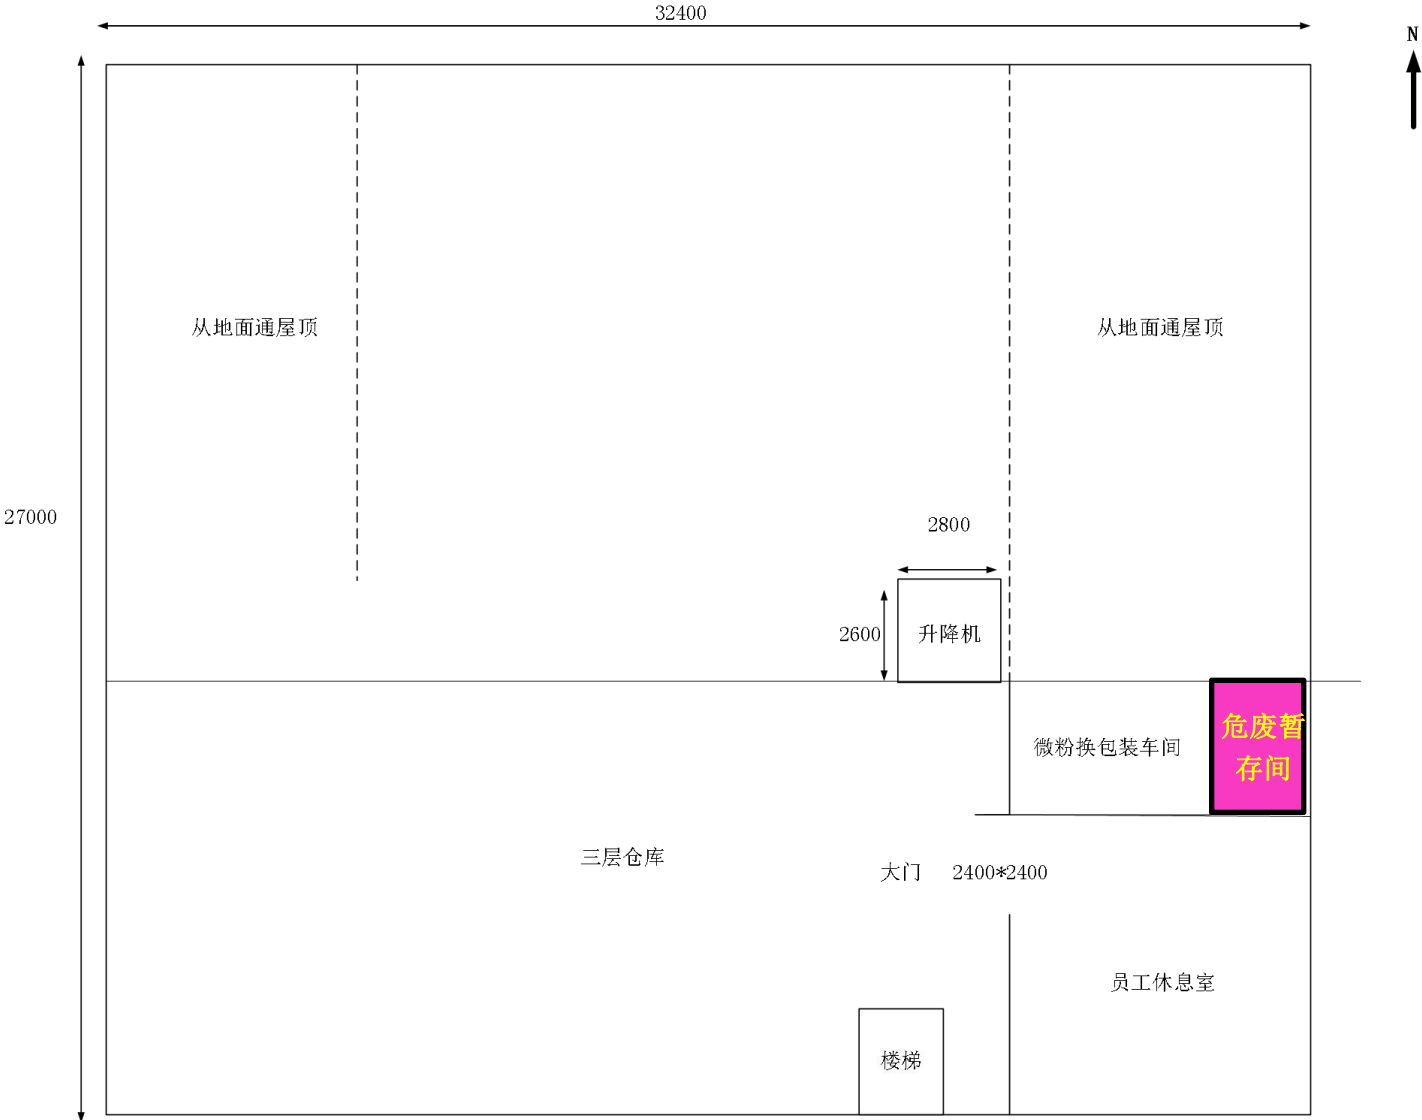 32400
N
从地面通屋顶
从地面通屋顶
27000
2800
2600
升降机
微粉换包装车间
危废暂
存间
三层仓库
大门 2400*2400
员工休息室
楼梯